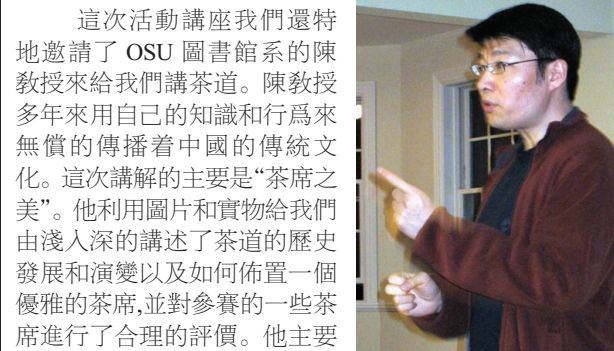 這次活動講座我們還特
地邀請了 OSU 圖書館系的陳
教授來給我們講茶道。陳教授
多年來用自己的知識和行爲來
無償的傳播着中國的傳統文
化。這次講解的主要是“茶席之
美”。他利用圖片和實物給我們
由淺入深的講述了茶道的歷史
發展和演變以及如何佈置一個
優雅的茶席,並對參賽的一些茶
席進行了合理的評價。他主要